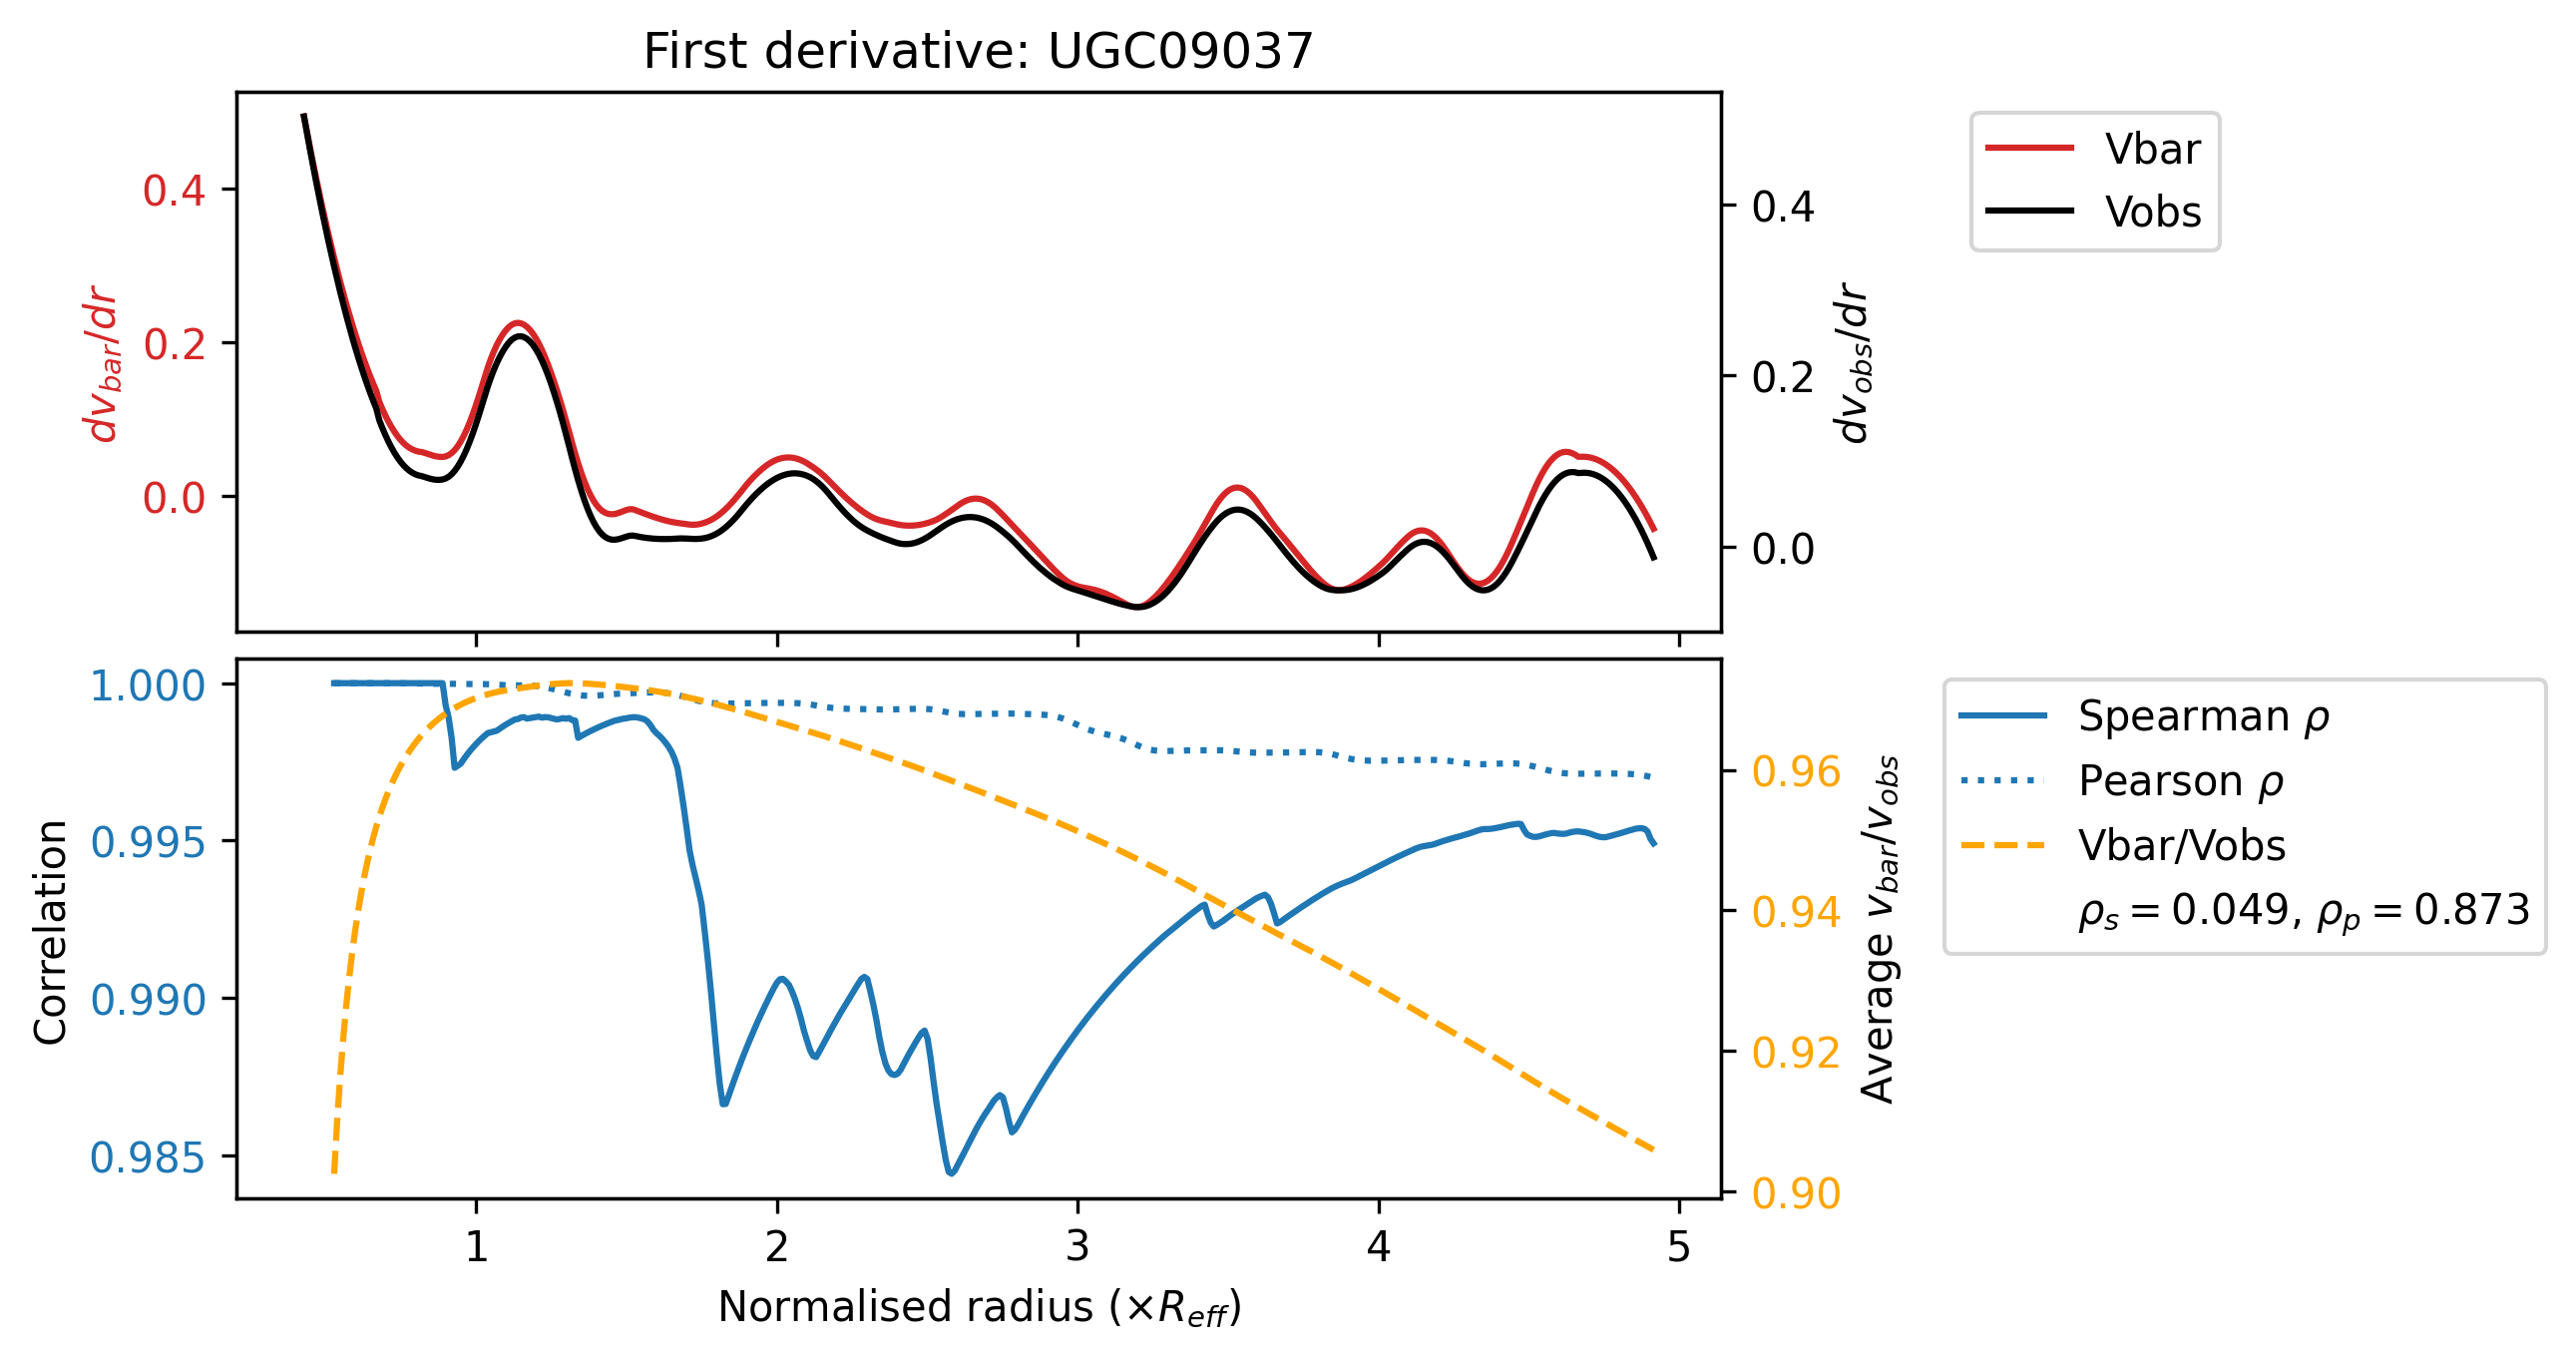 First derivative: UGC09037
0.4
0.2
0.0
dv_bar/dr
0.4
0.2
0.0
dv_obs/dr
Vbar
Vobs
1.000
0.995
0.990
0.985
Correlation
0.96
0.94
0.92
0.90
Average v_bar/v_obs
Spearman ρ
Pearson ρ
Vbar/Vobs
ρ_s = 0.049, ρ_p = 0.873
1 2 3 4 5
Normalised radius (×R_eff)